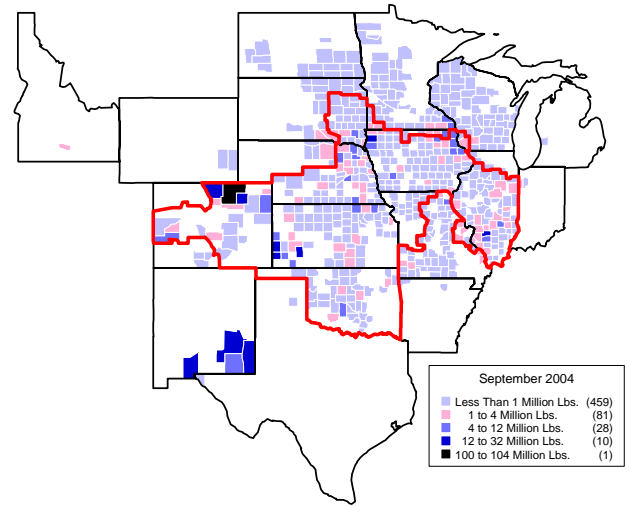 September 2004
Less Than 1 Million Lbs. (459)
1 to 4 Million Lbs. (81)
4 to 12 Million Lbs. (28)
12 to 32 Million Lbs. (10)
100 to 104 Million Lbs. (1)